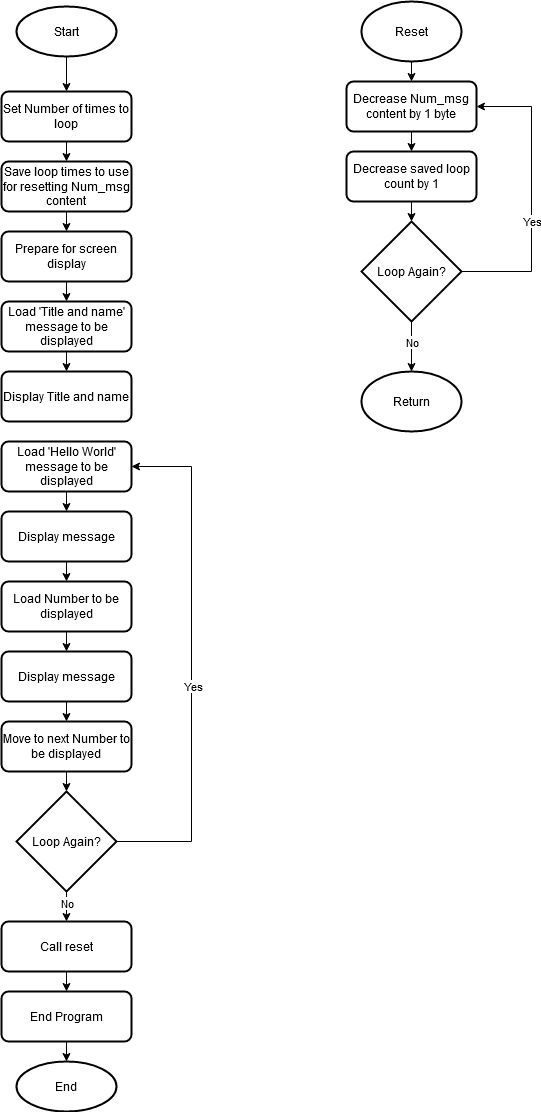 Start
Set Number of times to
loop
Save loop times to use
for resetting Num_msg
content
Prepare for screen
display
Load 'Title and name'
message to be
displayed
Display Title and name
Load 'Hello World'
message to be
displayed
Display message
Load Number to be
displayed
Display message
Yes
Move to next Number to
be displayed
Loop Again?
No
Call reset
End Program
End
Reset
Decrease Num_msg
content by 1 byte
Decrease saved loop
count by 1
Yes
Loop Again?
No
Return